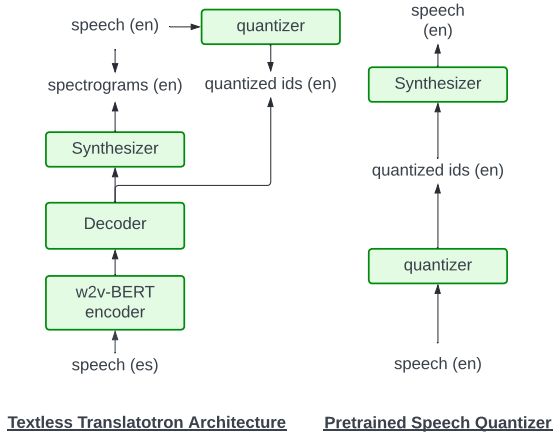 speech (en)
quantizer
spectrograms (en)
quantized ids (en)
Synthesizer
Decoder
w2v-BERT
encoder
speech (es)
Textless Translatotron Architecture
speech
(en)
Synthesizer
quantized ids (en)
quantizer
speech (en)
Pretrained Speech Quantizer